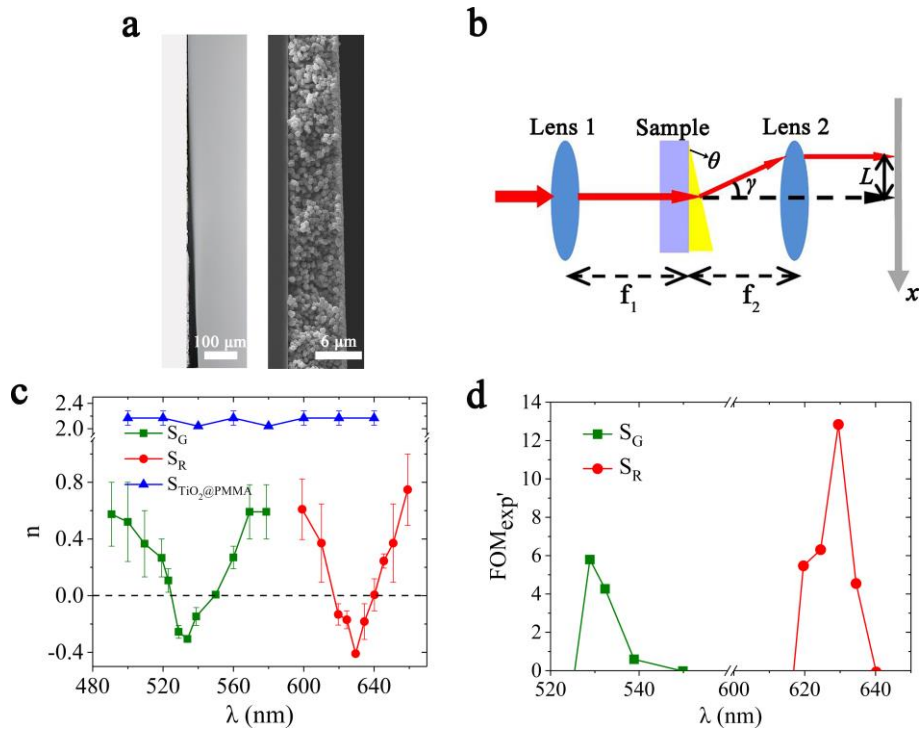 a
100 μm
6 μm
b
Lens 1
Sample
Lens 2
θ
γ
L
f1
f2
x
c
2.4
2.0
0.8
0.4
0.0
-0.4
n
SG
SR
STiO2@PMMA
480 520 560 600 640
λ (nm)
d
14
12
10
8
6
4
2
0
FOMexp'
SG
SR
520 540 600 620 640
λ (nm)